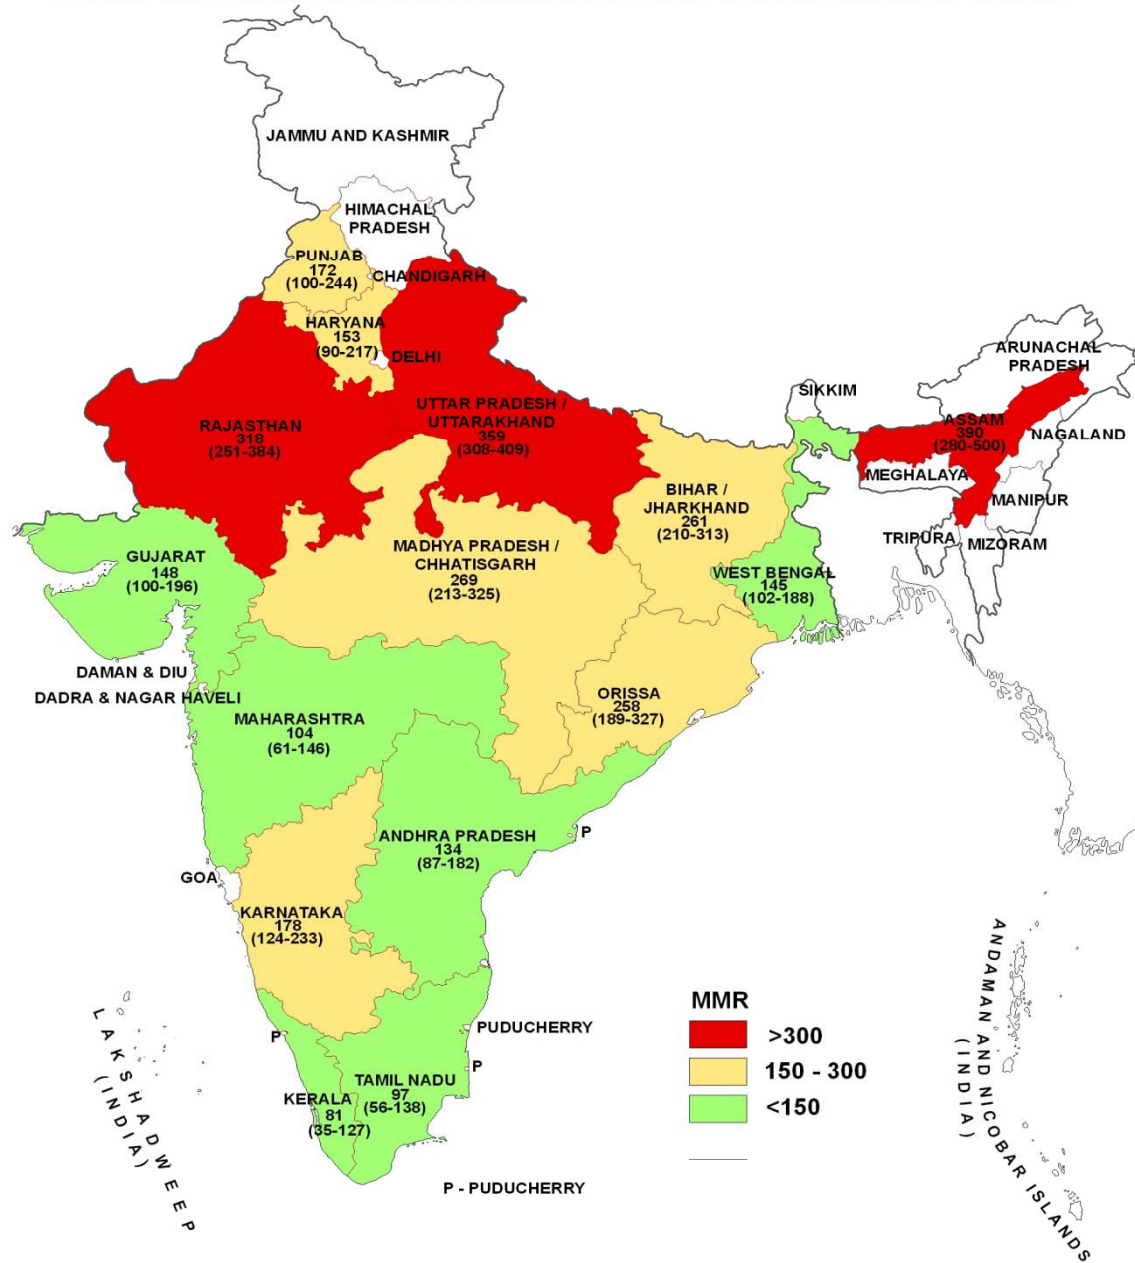 JAMMU AND KASHMIR
HIMACHAL
PRADESH
PUNJAB
172
(100-244)
CHANDIGARH
HARYANA
153
(90-217)
DELHI
RAJASTHAN
318
(251-384)
UTTAR PRADESH /
UTTARAKHAND
359
(308-409)
SIKKIM
ARUNACHAL
PRADESH
ASSAM
390
(280-500)
NAGALAND
MEGHALAYA
MANIPUR
TRIPURA
MIZORAM
BIHAR /
JHARKHAND
261
(210-313)
GUJARAT
148
(100-196)
MADHYA PRADESH /
CHHATISGARH
269
(213-325)
WEST BENGAL
145
(102-188)
DAMAN & DIU
DADRA & NAGAR HAVELI
MAHARASHTRA
104
(61-146)
ORISSA
258
(189-327)
ANDHRA PRADESH
134
(87-182)
P
GOA
KARNATAKA
178
(124-233)
LAKSHADWEEP
(INDIA)
P
PUDUCHERRY
P
TAMIL NADU
97
(56-138)
KERALA
81
(35-127)
P - PUDUCHERRY
MMR
>300
150 - 300
<150
ANDAMAN AND NICOBAR ISLANDS
(INDIA)